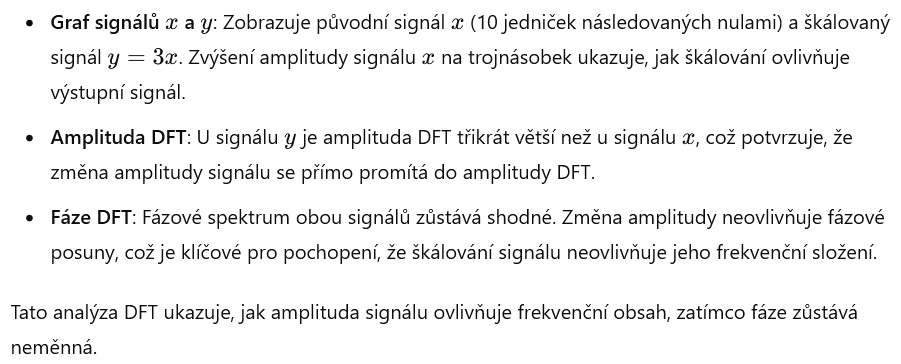 • Graf signálů x a y: Zobrazuje původní signál x (10 jedniček následovaných nulami) a škálovaný
signál y = 3x. Zvýšení amplitudy signálu x na trojnásobek ukazuje, jak škálování ovlivňuje
výstupní signál.
• Amplituda DFT: U signálu y je amplituda DFT třikrát větší než u signálu x, což potvrzuje, že
změna amplitudy signálu se přímo promítá do amplitudy DFT.
• Fáze DFT: Fázové spektrum obou signálů zůstává shodné. Změna amplitudy neovlivňuje fázové
posuny, což je klíčové pro pochopení, že škálování signálu neovlivňuje jeho frekvenční složení.
Tato analýza DFT ukazuje, jak amplituda signálu ovlivňuje frekvenční obsah, zatímco fáze zůstává
neměnná.